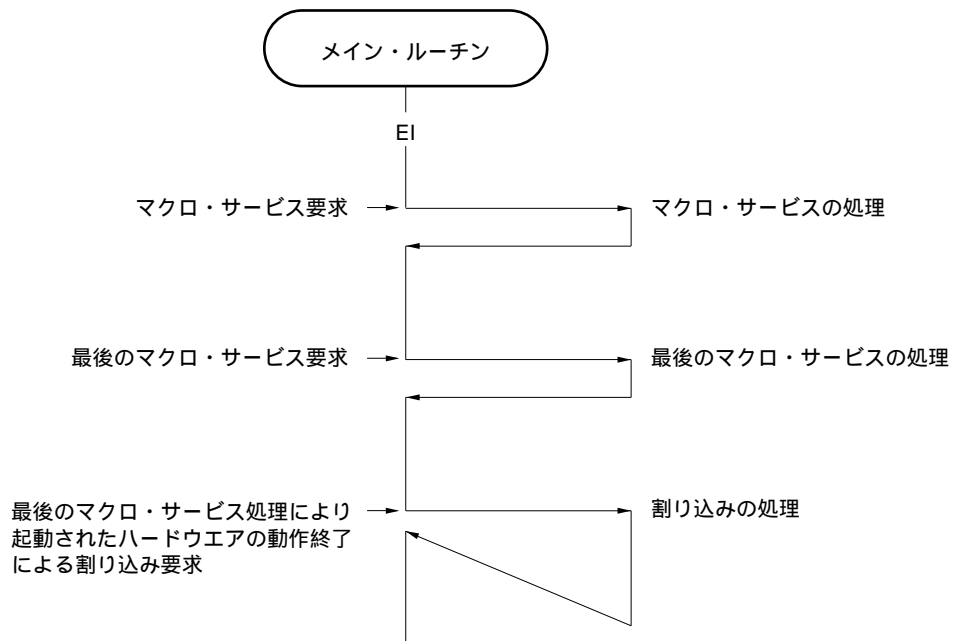 メイン・ルーチン
EI
マクロ・サービス要求
マクロ・サービスの処理
最後のマクロ・サービス要求
最後のマクロ・サービスの処理
最後のマクロ・サービス処理により
起動されたハードウエアの動作終了
による割り込み要求
割り込みの処理